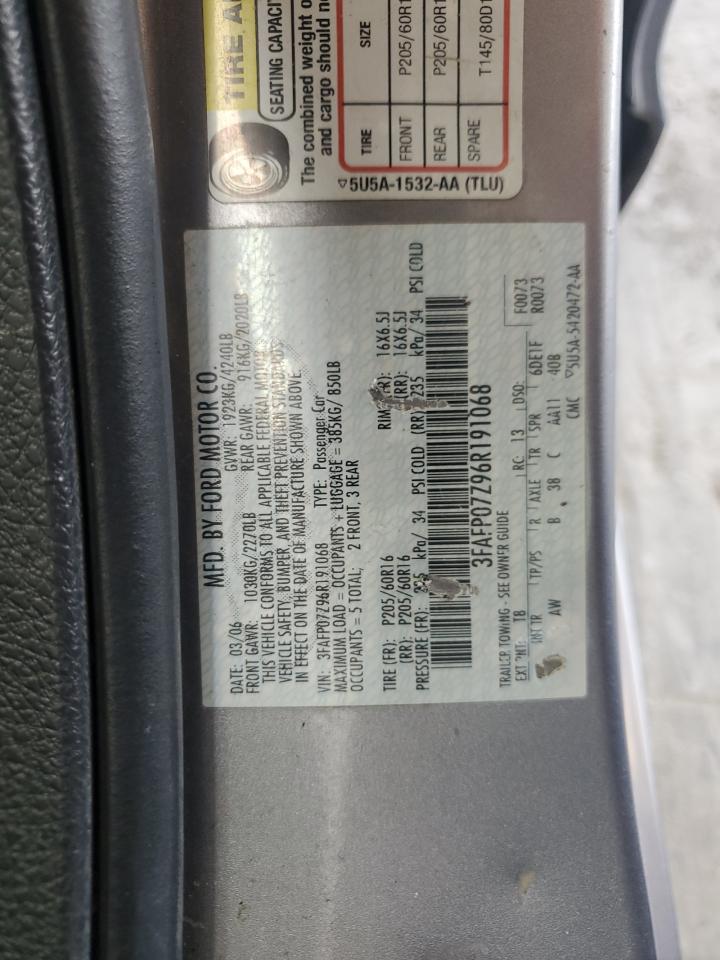 TIRE A
SEATING CAPACIT
The combined weight o
and cargo should n
TIRE SIZE
FRONT P205/60R1
REAR P205/60R1
SPARE T145/80D1
5U5A-1532-AA (TLU)
MFD. BY FORD MOTOR CO.
DATE: 03/06 GVWR: 1923KG/4240LB
FRONT GAWR: 1030KG/2270LB REAR GAWR: 916KG/2020LB
THIS VEHICLE CONFORMS TO ALL APPLICABLE FEDERAL MOTOR
VEHICLE SAFETY, BUMPER, AND THEFT PREVENTION STANDARDS
IN EFFECT ON THE DATE OF MANUFACTURE SHOWN ABOVE.
VIN: 3FAFP07Z96R191068 TYPE: Passenger Car
MAXIMUM LOAD = OCCUPANTS + LUGGAGE = 385KG/ 850LB
OCCUPANTS = 5 TOTAL; 2 FRONT, 3 REAR
TIRE (FR): P205/60R16 RIM (FR): 16X6.5J
(RR): P205/60R16 (RR): 16X6.5J
PRESSURE (FR): kPa/ 34 PSI COLD (RR) 235 kPa/ 34 PSI COLD
3FAFP07Z96R191068
TRAILER TOWING - SEE OWNER GUIDE
EXT PNT: T8 RC: 13 DSO: F0073
INT TR TP/PS R AXLE TR SPR 6DE1F R0073
AW B 38 C AA11 40B
CMC 5U5A-5420472-AA